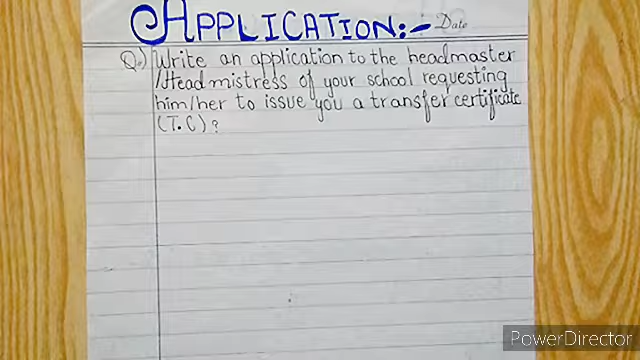 APPLICATION:- Date
Q.) Write an application to the headmaster
/Headmistress of your school requesting
him/her to issue you a transfer certificate
(T.C)?
PowerDirector